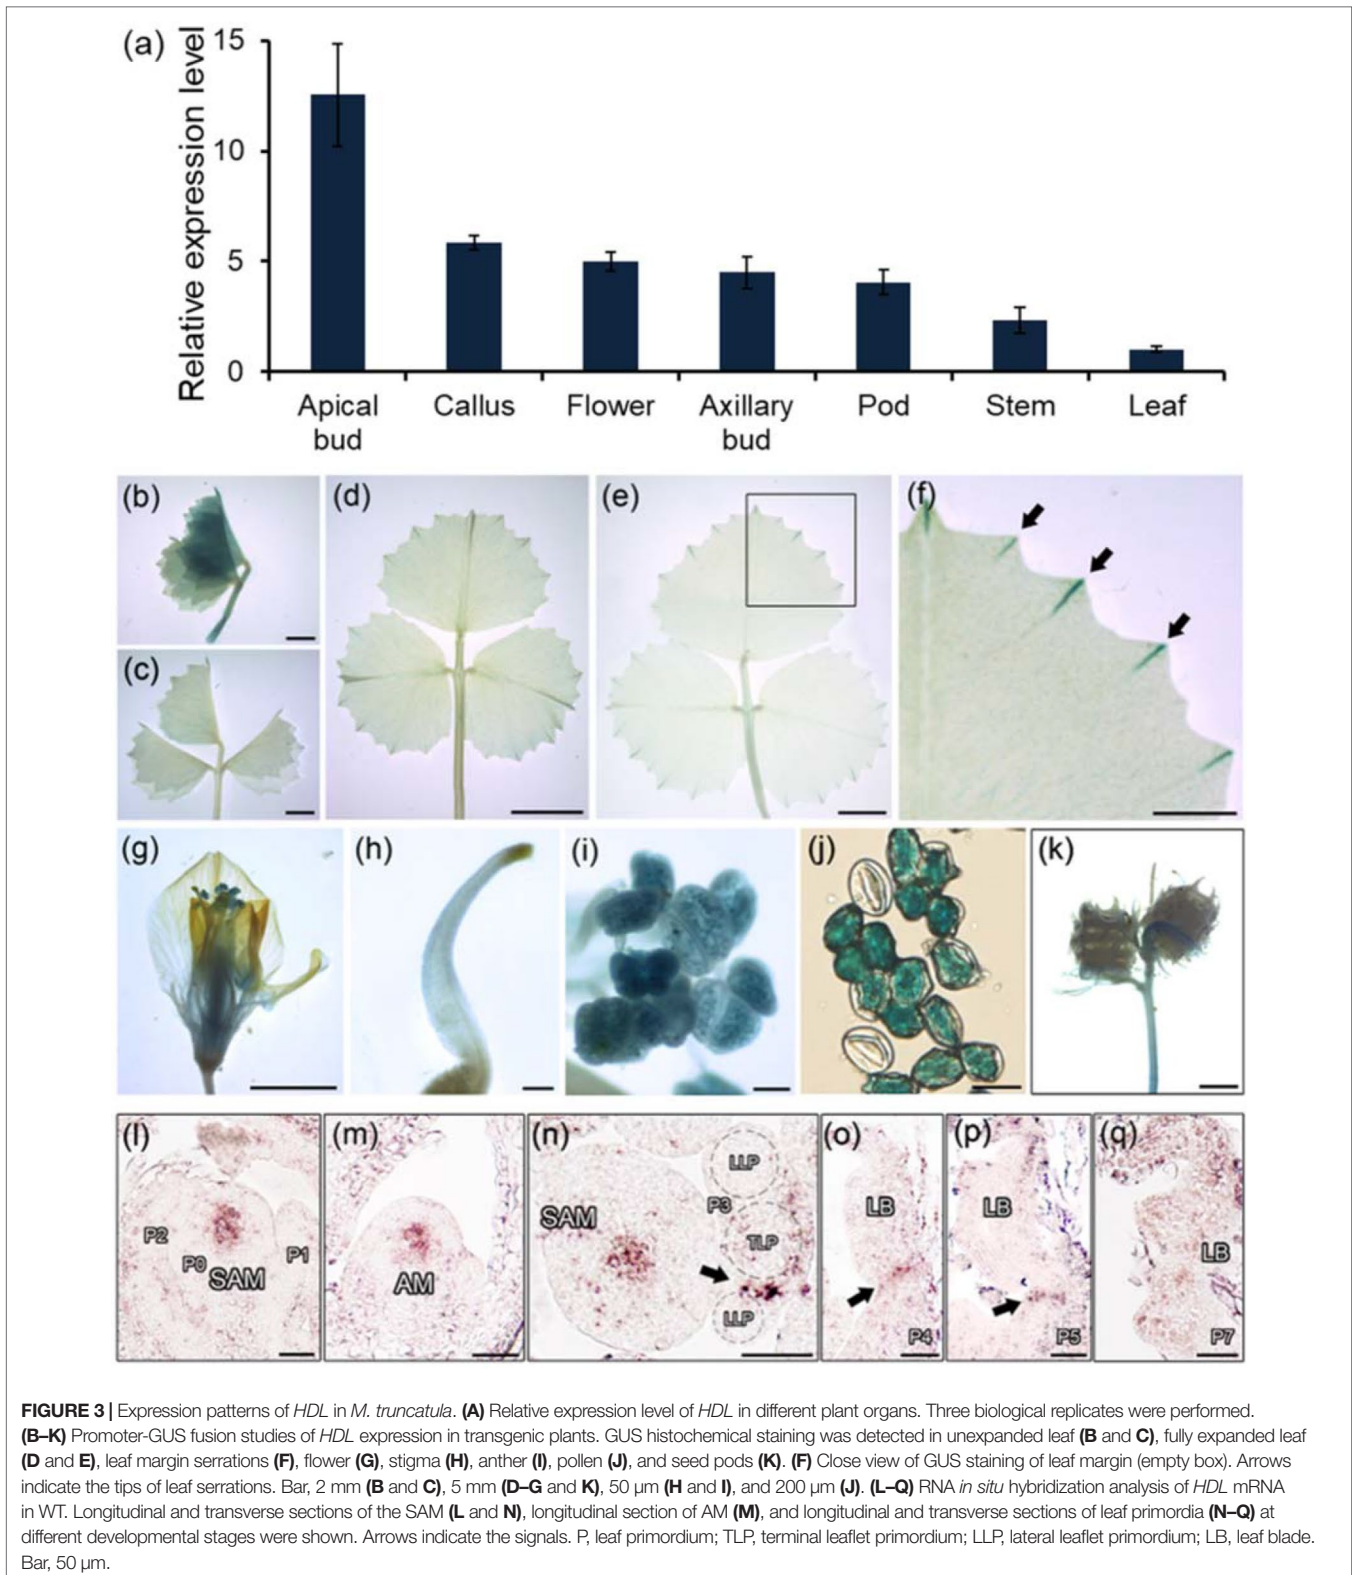 (a)
Relative expression level
15
10
5
0
Apical bud
Callus
Flower
Axillary bud
Pod
Stem
Leaf
(b)
(c)
(d)
(e)
(f)
(g)
(h)
(i)
(j)
(k)
(l)
P2
P0
SAM
P1
(m)
AM
(n)
SAM
LLP
P3
TLP
LLP
(o)
LB
P4
(p)
LB
P5
(q)
LB
P7
FIGURE 3 | Expression patterns of HDL in M. truncatula. (A) Relative expression level of HDL in different plant organs. Three biological replicates were performed.
(B–K) Promoter-GUS fusion studies of HDL expression in transgenic plants. GUS histochemical staining was detected in unexpanded leaf (B and C), fully expanded leaf
(D and E), leaf margin serrations (F), flower (G), stigma (H), anther (I), pollen (J), and seed pods (K). (F) Close view of GUS staining of leaf margin (empty box). Arrows
indicate the tips of leaf serrations. Bar, 2 mm (B and C), 5 mm (D–G and K), 50 µm (H and I), and 200 µm (J). (L–Q) RNA in situ hybridization analysis of HDL mRNA
in WT. Longitudinal and transverse sections of the SAM (L and N), longitudinal section of AM (M), and longitudinal and transverse sections of leaf primordia (N–Q) at
different developmental stages were shown. Arrows indicate the signals. P, leaf primordium; TLP, terminal leaflet primordium; LLP, lateral leaflet primordium; LB, leaf blade.
Bar, 50 µm.